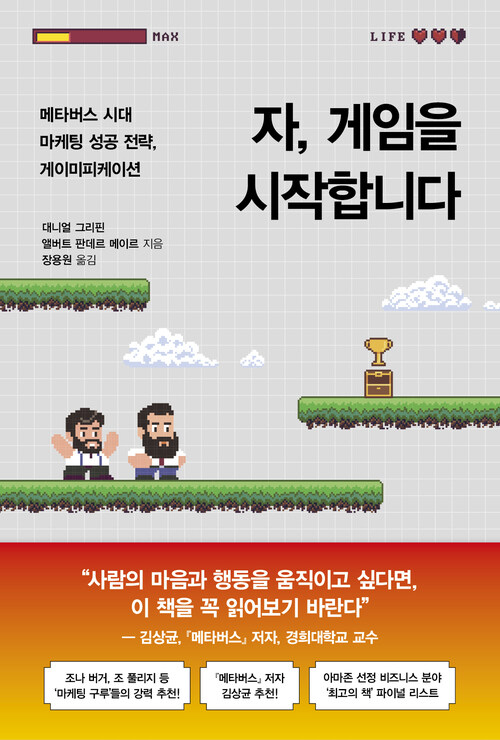 MAX
LIFE
메타버스 시대
마케팅 성공 전략,
게이미피케이션
자, 게임을
시작합니다
대니얼 그리핀
앨버트 판데르 메이르 지음
장용원 옮김
“사람의 마음과 행동을 움직이고 싶다면,
이 책을 꼭 읽어보기 바란다”
— 김상균, 『메타버스』 저자, 경희대학교 교수
조나 버거, 조 풀리지 등
‘마케팅 구루’들의 강력 추천!
『메타버스』 저자
김상균 추천!
아마존 선정 비즈니스 분야
‘최고의 책’ 파이널 리스트